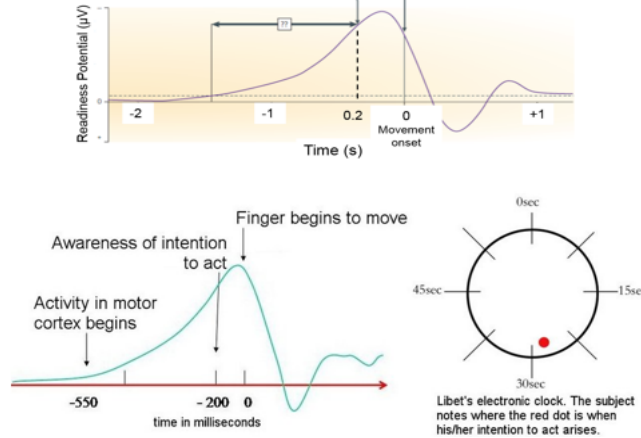 Readiness Potential (µV)
–
0
-
??
-2
-1
0.2
0
+1
Movement
onset
Time (s)
Finger begins to move
Awareness of intention
to act
Activity in motor
cortex begins
-550
- 200
0
time in milliseconds
0sec
45sec
15se
30sec
Libet's electronic clock. The subject
notes where the red dot is when
his/her intention to act arises.